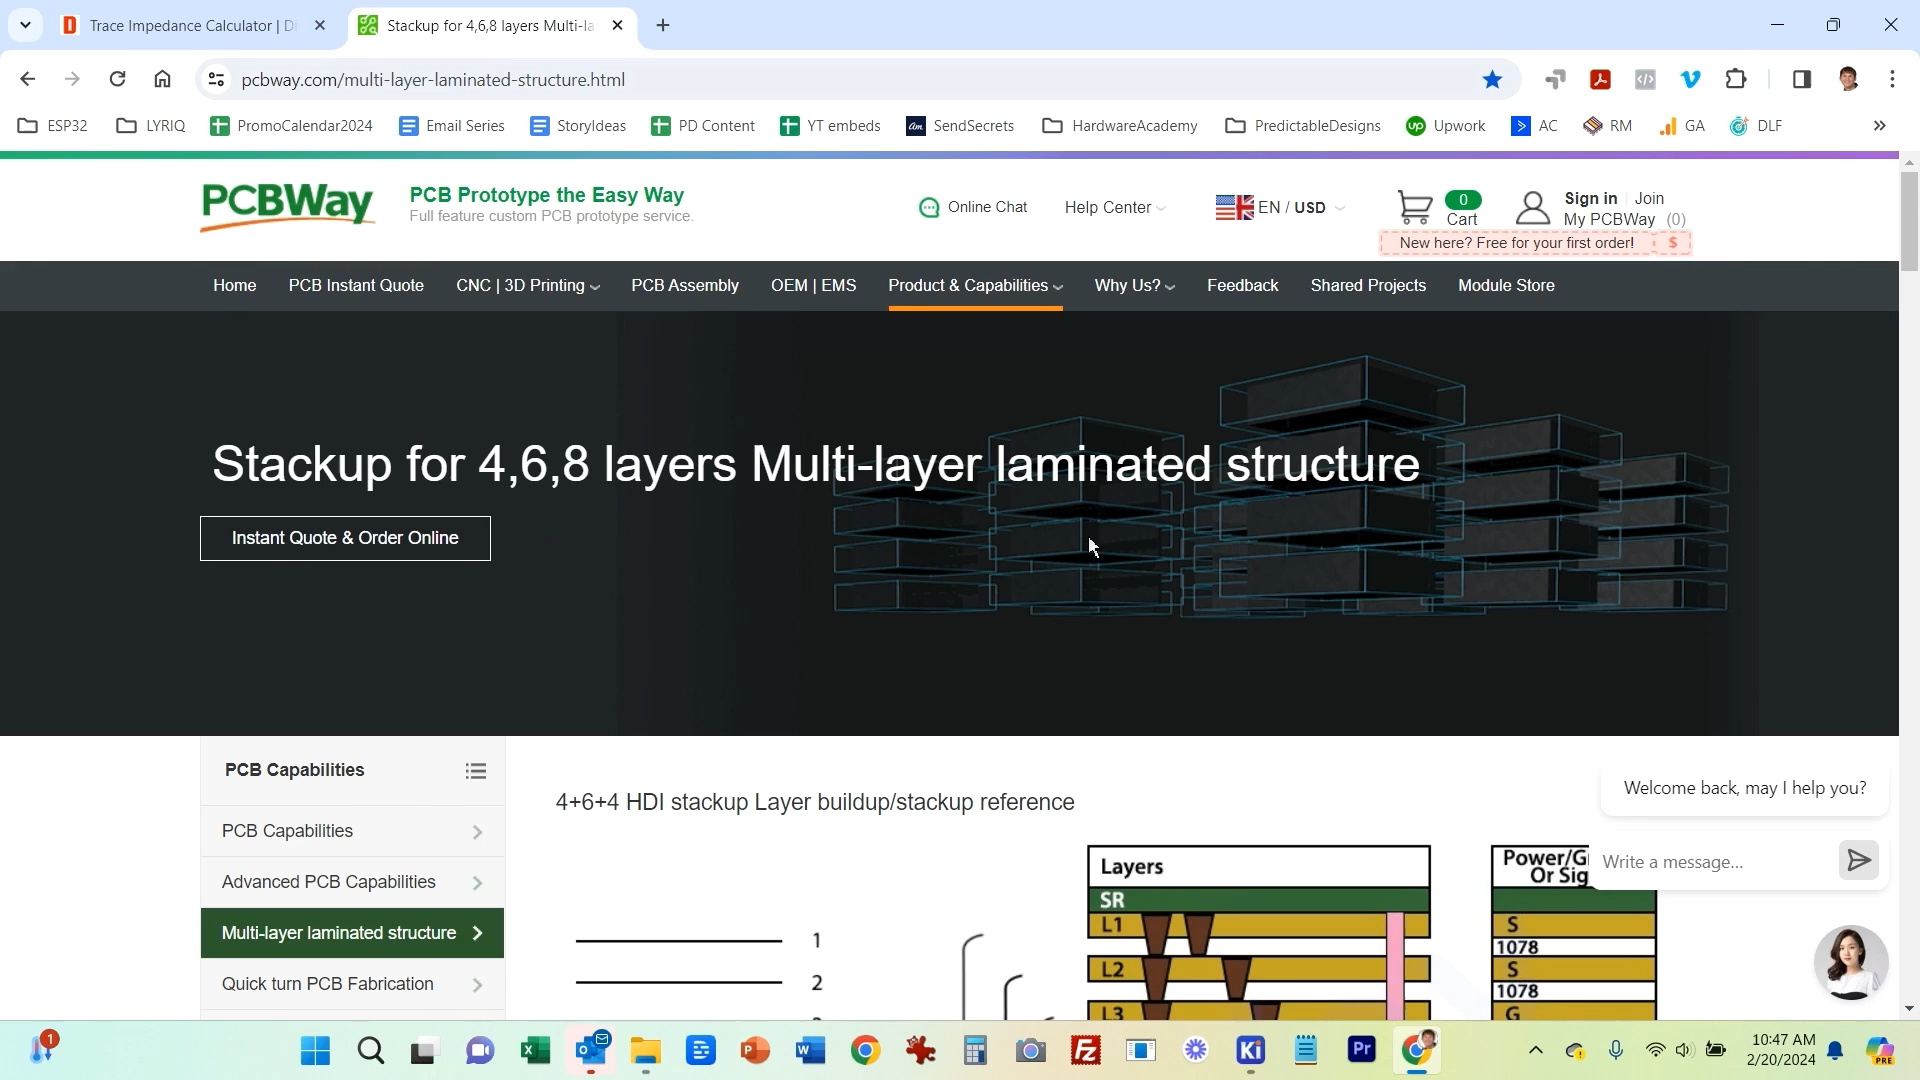 Trace Impedance Calculator | Di
Stackup for 4,6,8 layers Multi-la
pcbway.com/multi-layer-laminated-structure.html
ESP32
LYRIQ
PromoCalendar2024
Email Series
StoryIdeas
PD Content
YT embeds
am SendSecrets
HardwareAcademy
PredictableDesigns
up Upwork
AC
RM
GA
DLF
PCBWay
PCB Prototype the Easy Way
Full feature custom PCB prototype service.
Online Chat
Help Center
EN / USD
0
Cart
Sign in | Join
My PCBWay (0)
New here? Free for your first order! $
Home
PCB Instant Quote
CNC | 3D Printing
PCB Assembly
OEM | EMS
Product & Capabilities
Why Us?
Feedback
Shared Projects
Module Store
Stackup for 4,6,8 layers Multi-layer laminated structure
Instant Quote & Order Online
PCB Capabilities
PCB Capabilities
Advanced PCB Capabilities
Multi-layer laminated structure
Quick turn PCB Fabrication
4+6+4 HDI stackup Layer buildup/stackup reference
1
2
Layers
SR
L1
L2
L3
Power/G
Or Sig
S
1078
S
1078
G
Welcome back, may I help you?
Write a message...
1
Ki
Pr
10:47 AM
2/20/2024
PRE